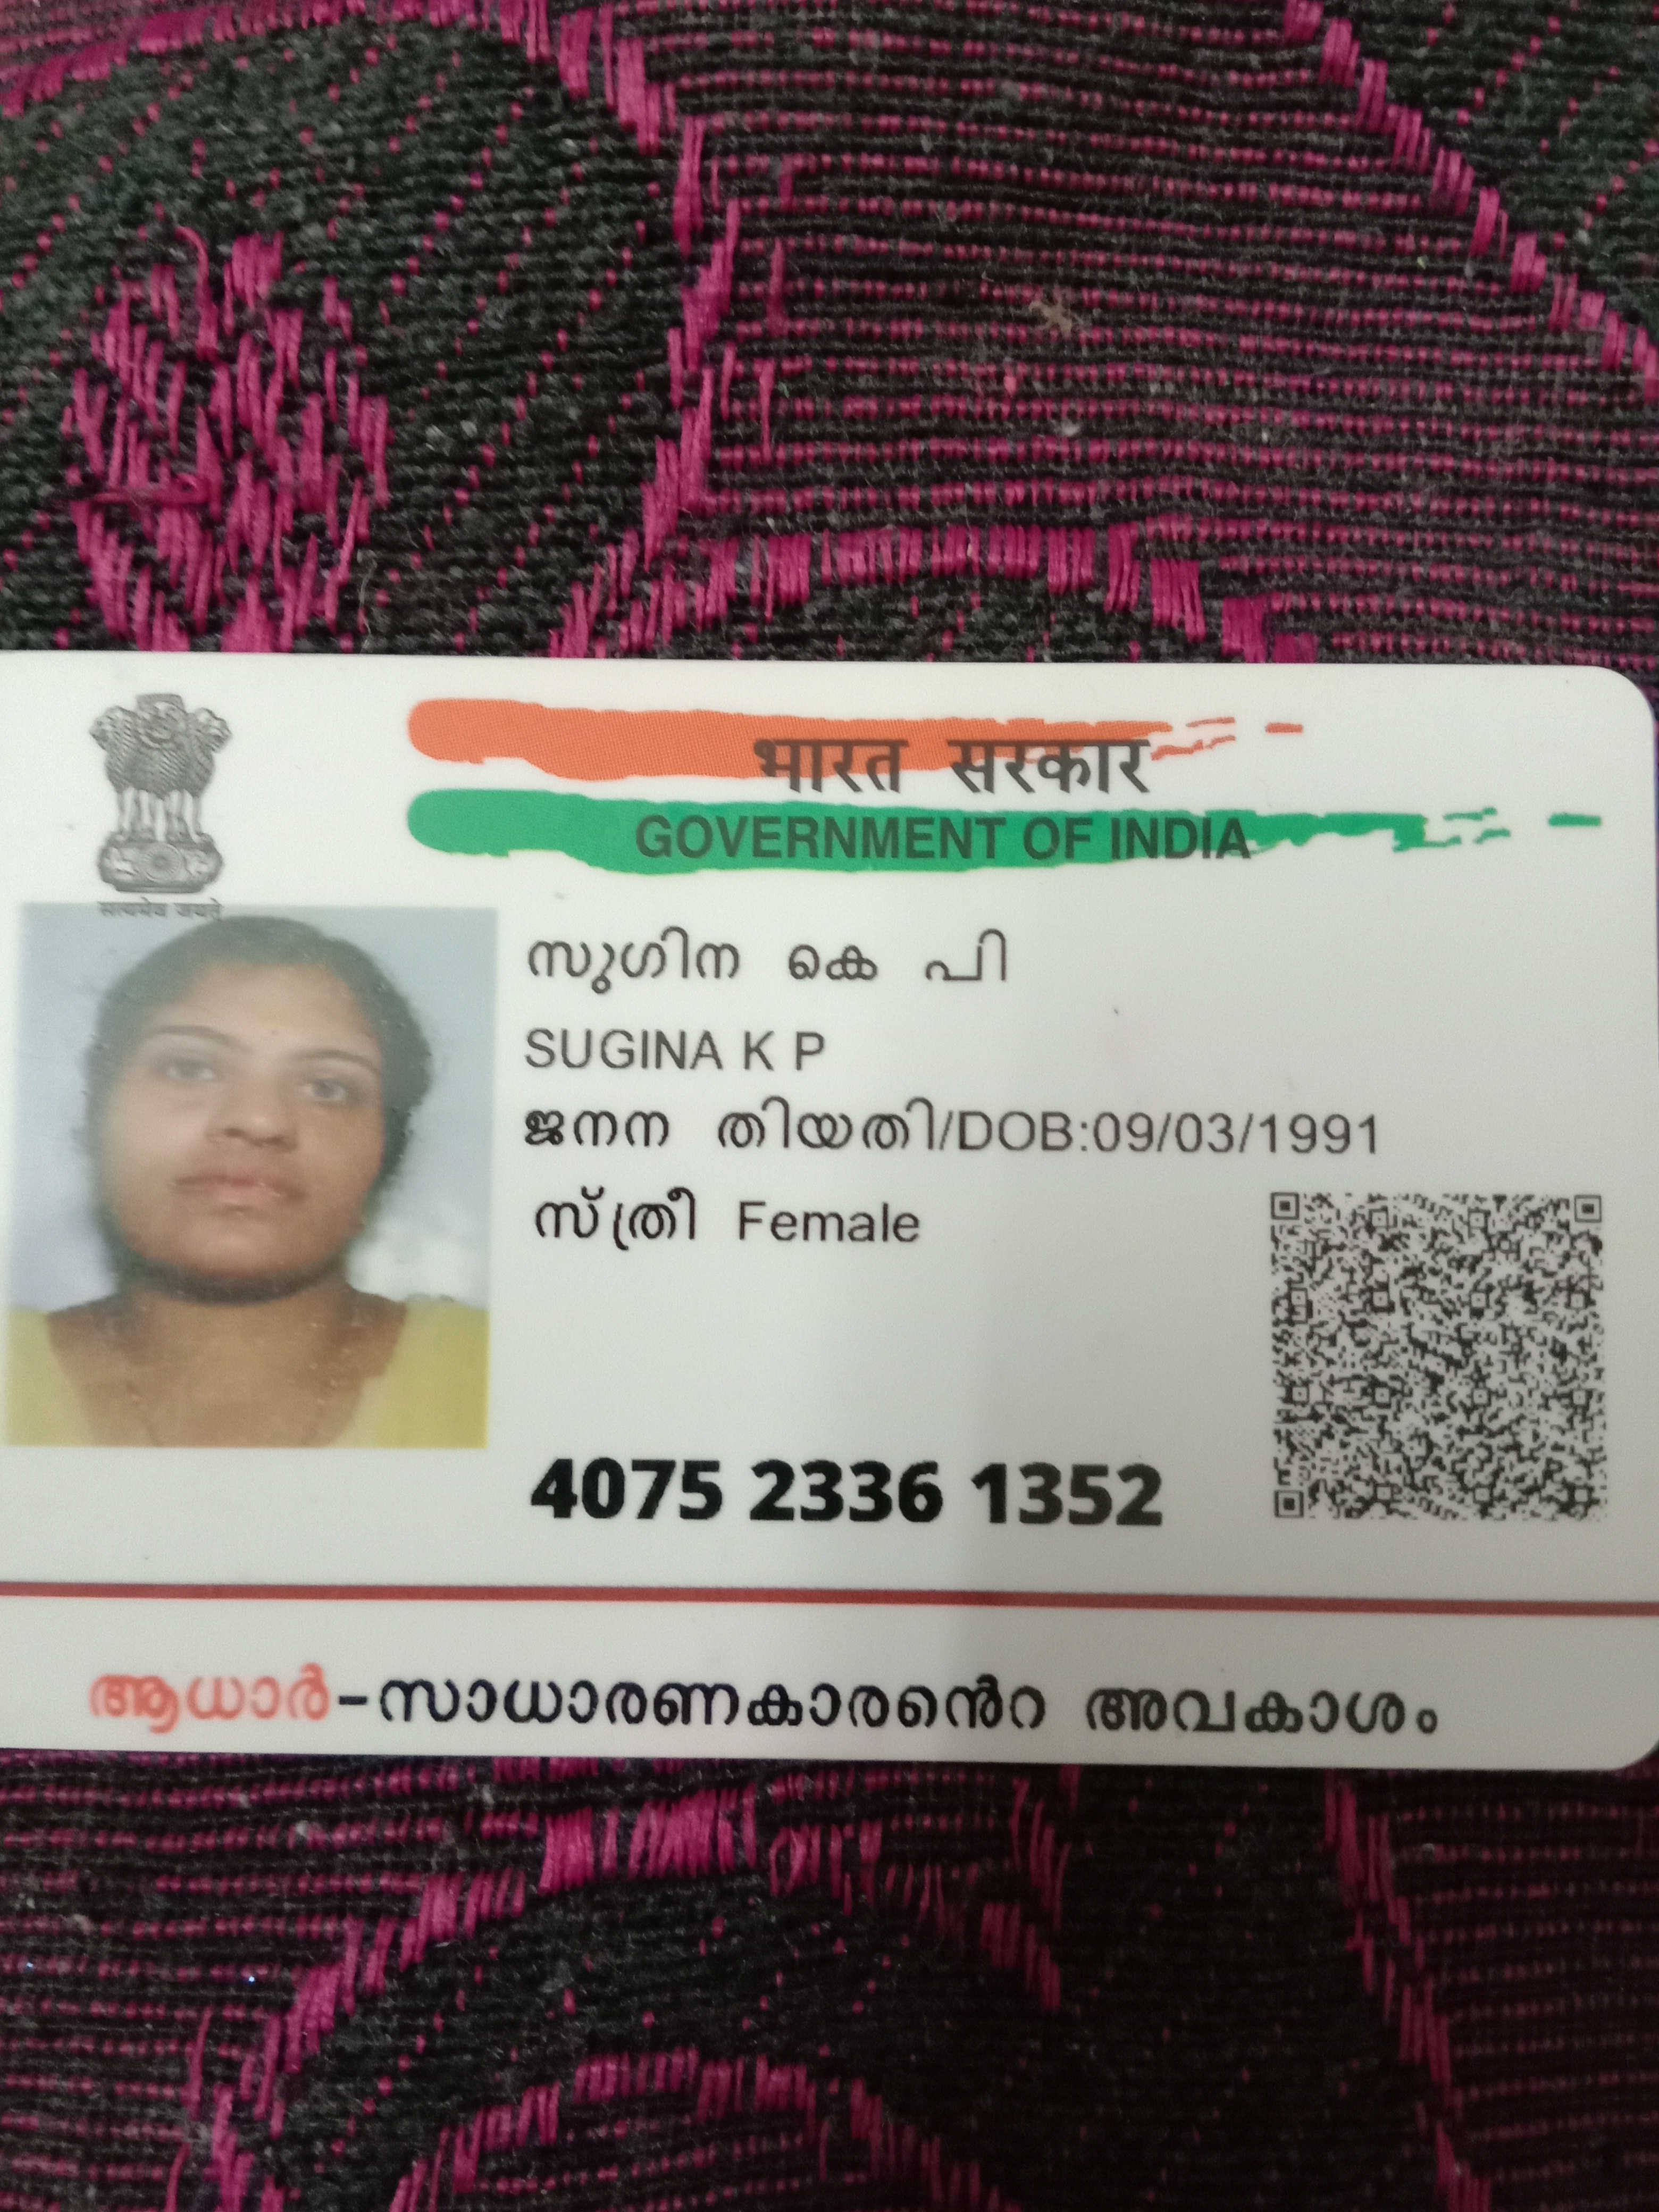 भारत सरकार
GOVERNMENT OF INDIA
सत्यमेव जयते
സുഗിന കെ പി
SUGINA K P
ജനന തിയതി/DOB:09/03/1991
സ്ത്രീ Female
4075 2336 1352
ആധാർ-സാധാരണകാരൻെറ അവകാശം